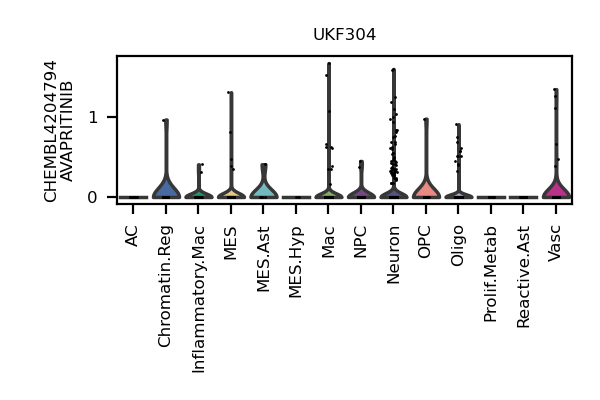 UKF304
CHEMBL4204794
AVAPRITINIB
1
0
AC
Chromatin.Reg
Inflammatory.Mac
MES
MES.Ast
MES.Hyp
Mac
NPC
Neuron
OPC
Oligo
Prolif.Metab
Reactive.Ast
Vasc